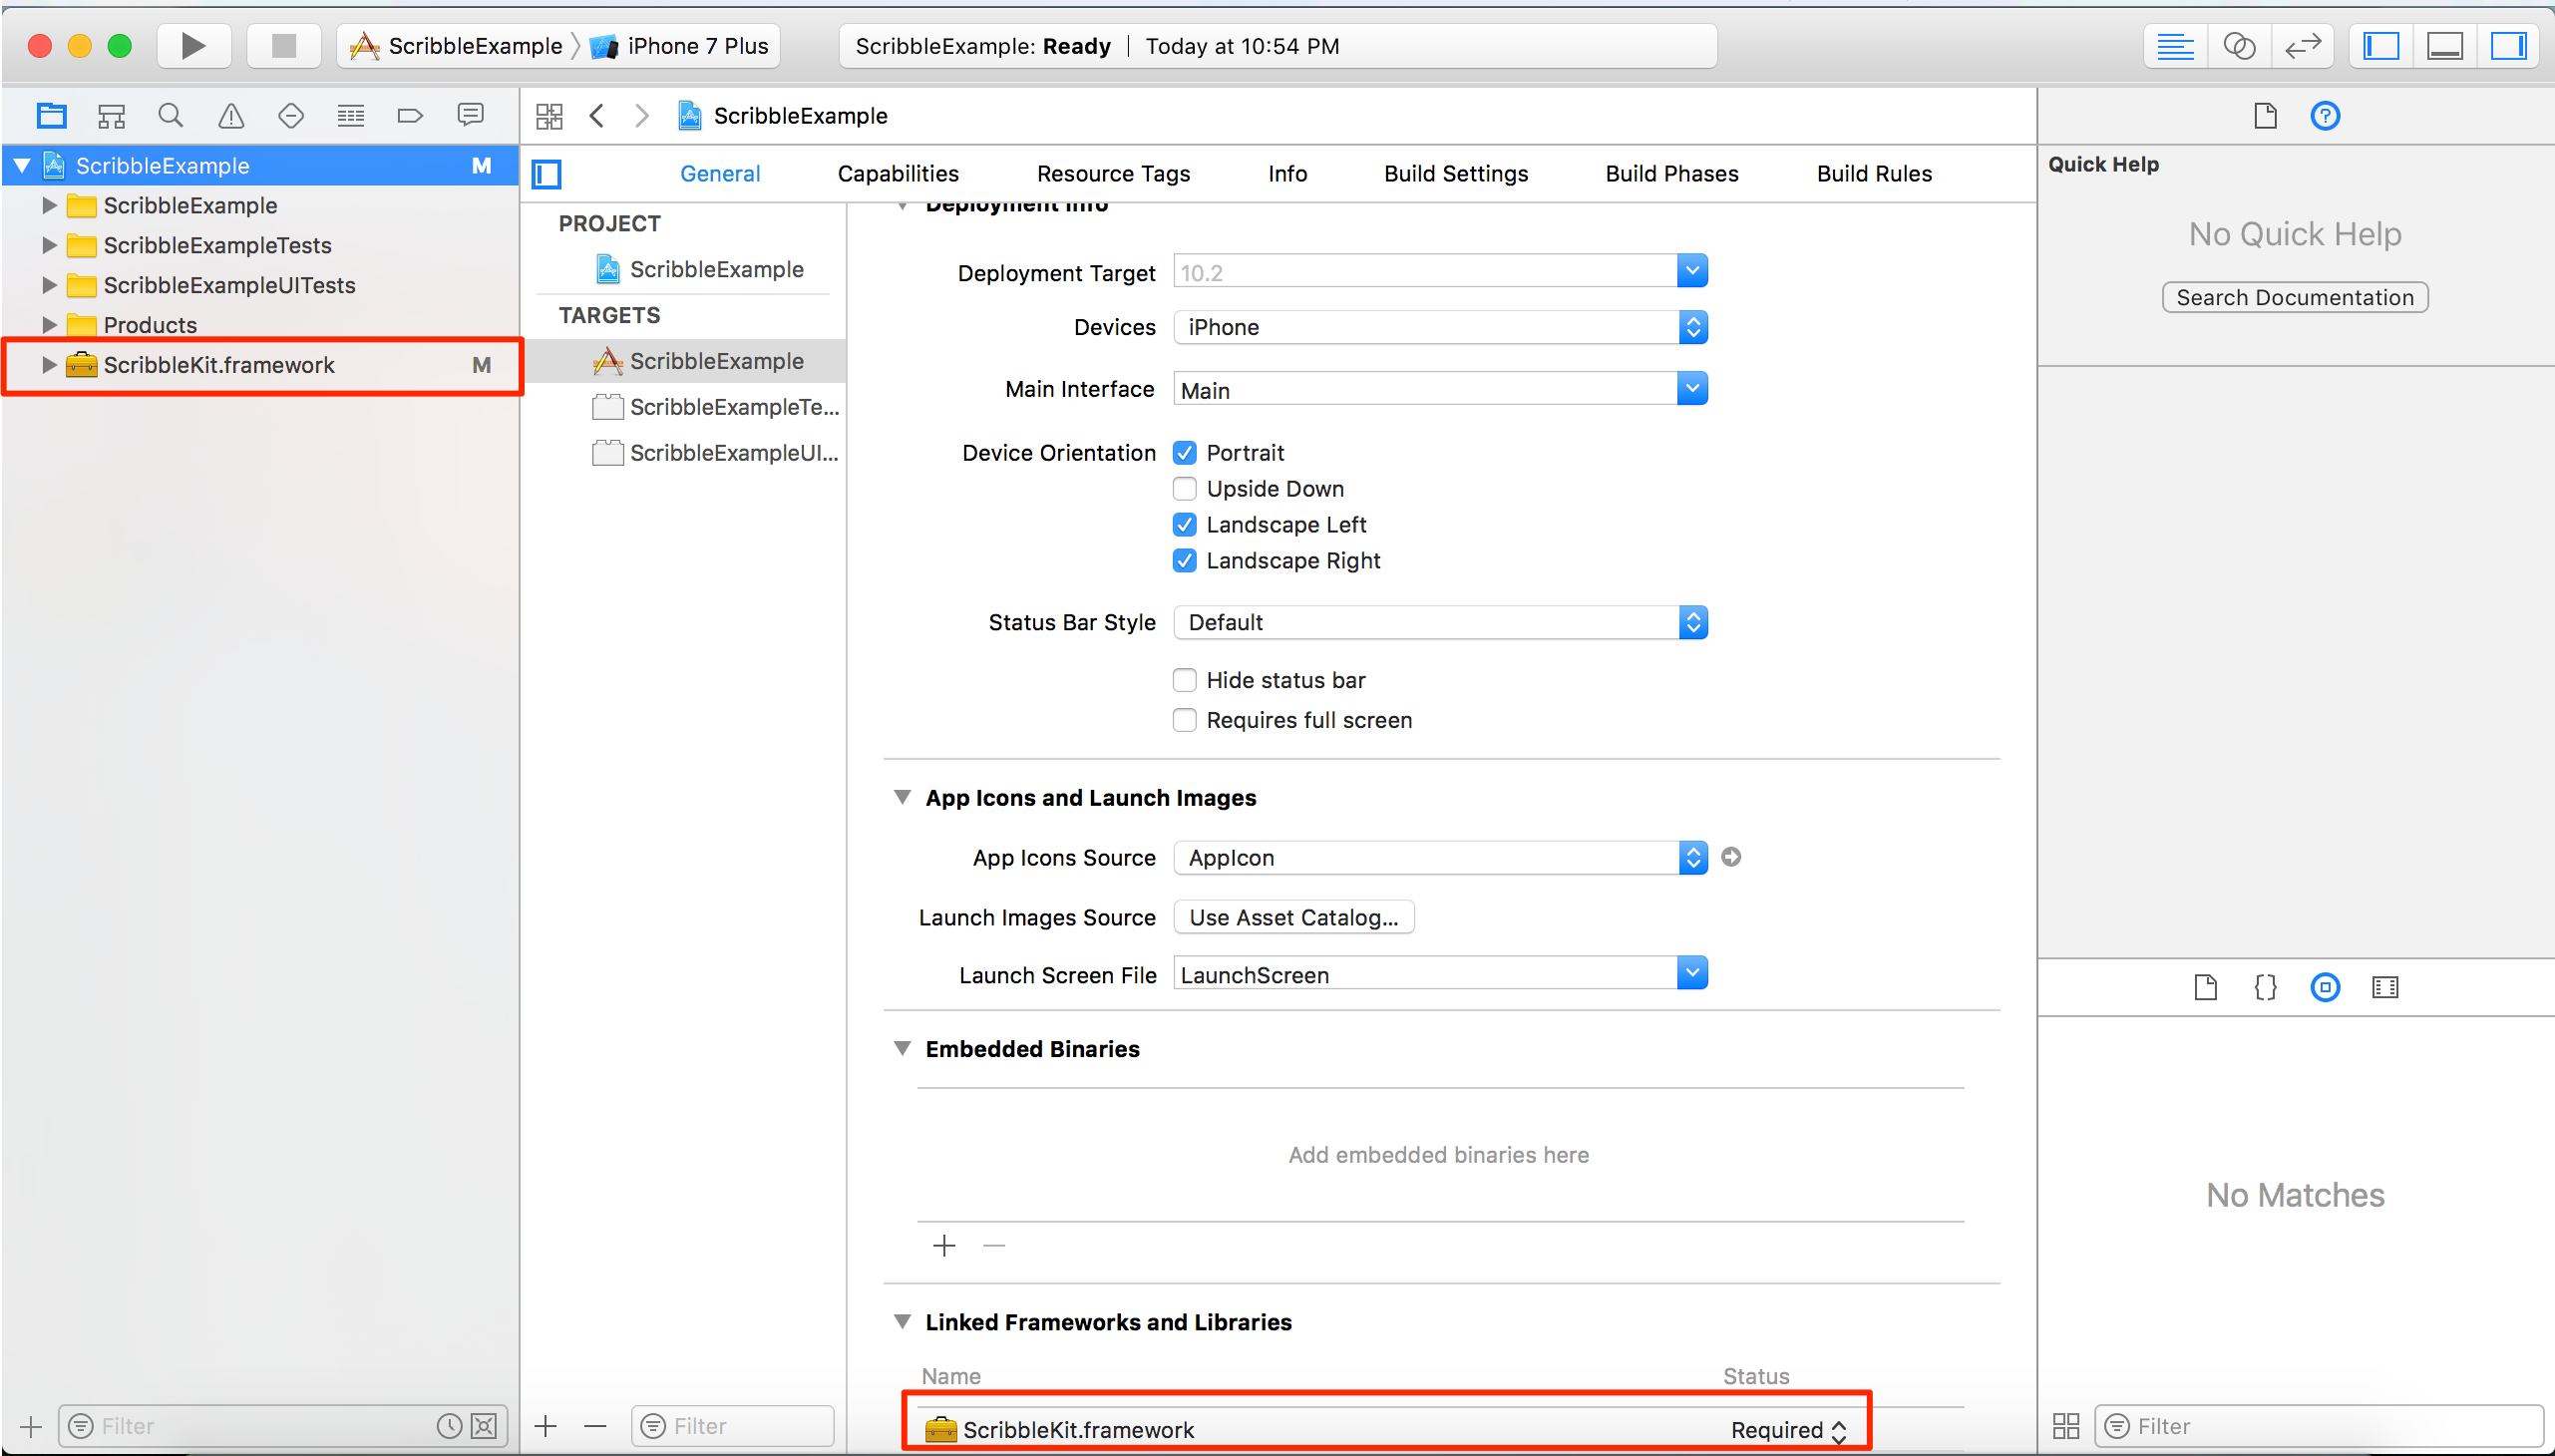 ScribbleExample iPhone 7 Plus
ScribbleExample: Ready Today at 10:54 PM
ScribbleExample M
ScribbleExample
ScribbleExampleTests
ScribbleExampleUITests
Products
ScribbleKit.framework M
Filter
ScribbleExample
General Capabilities Resource Tags Info Build Settings Build Phases Build Rules
PROJECT
ScribbleExample
TARGETS
ScribbleExample
ScribbleExampleTe...
ScribbleExampleUI...
Filter
Deployment Info
Deployment Target 10.2
Devices iPhone
Main Interface Main
Device Orientation Portrait
Upside Down
Landscape Left
Landscape Right
Status Bar Style Default
Hide status bar
Requires full screen
App Icons and Launch Images
App Icons Source AppIcon
Launch Images Source Use Asset Catalog...
Launch Screen File LaunchScreen
Embedded Binaries
Add embedded binaries here
Linked Frameworks and Libraries
Name Status
ScribbleKit.framework Required
Quick Help
No Quick Help
Search Documentation
No Matches
Filter